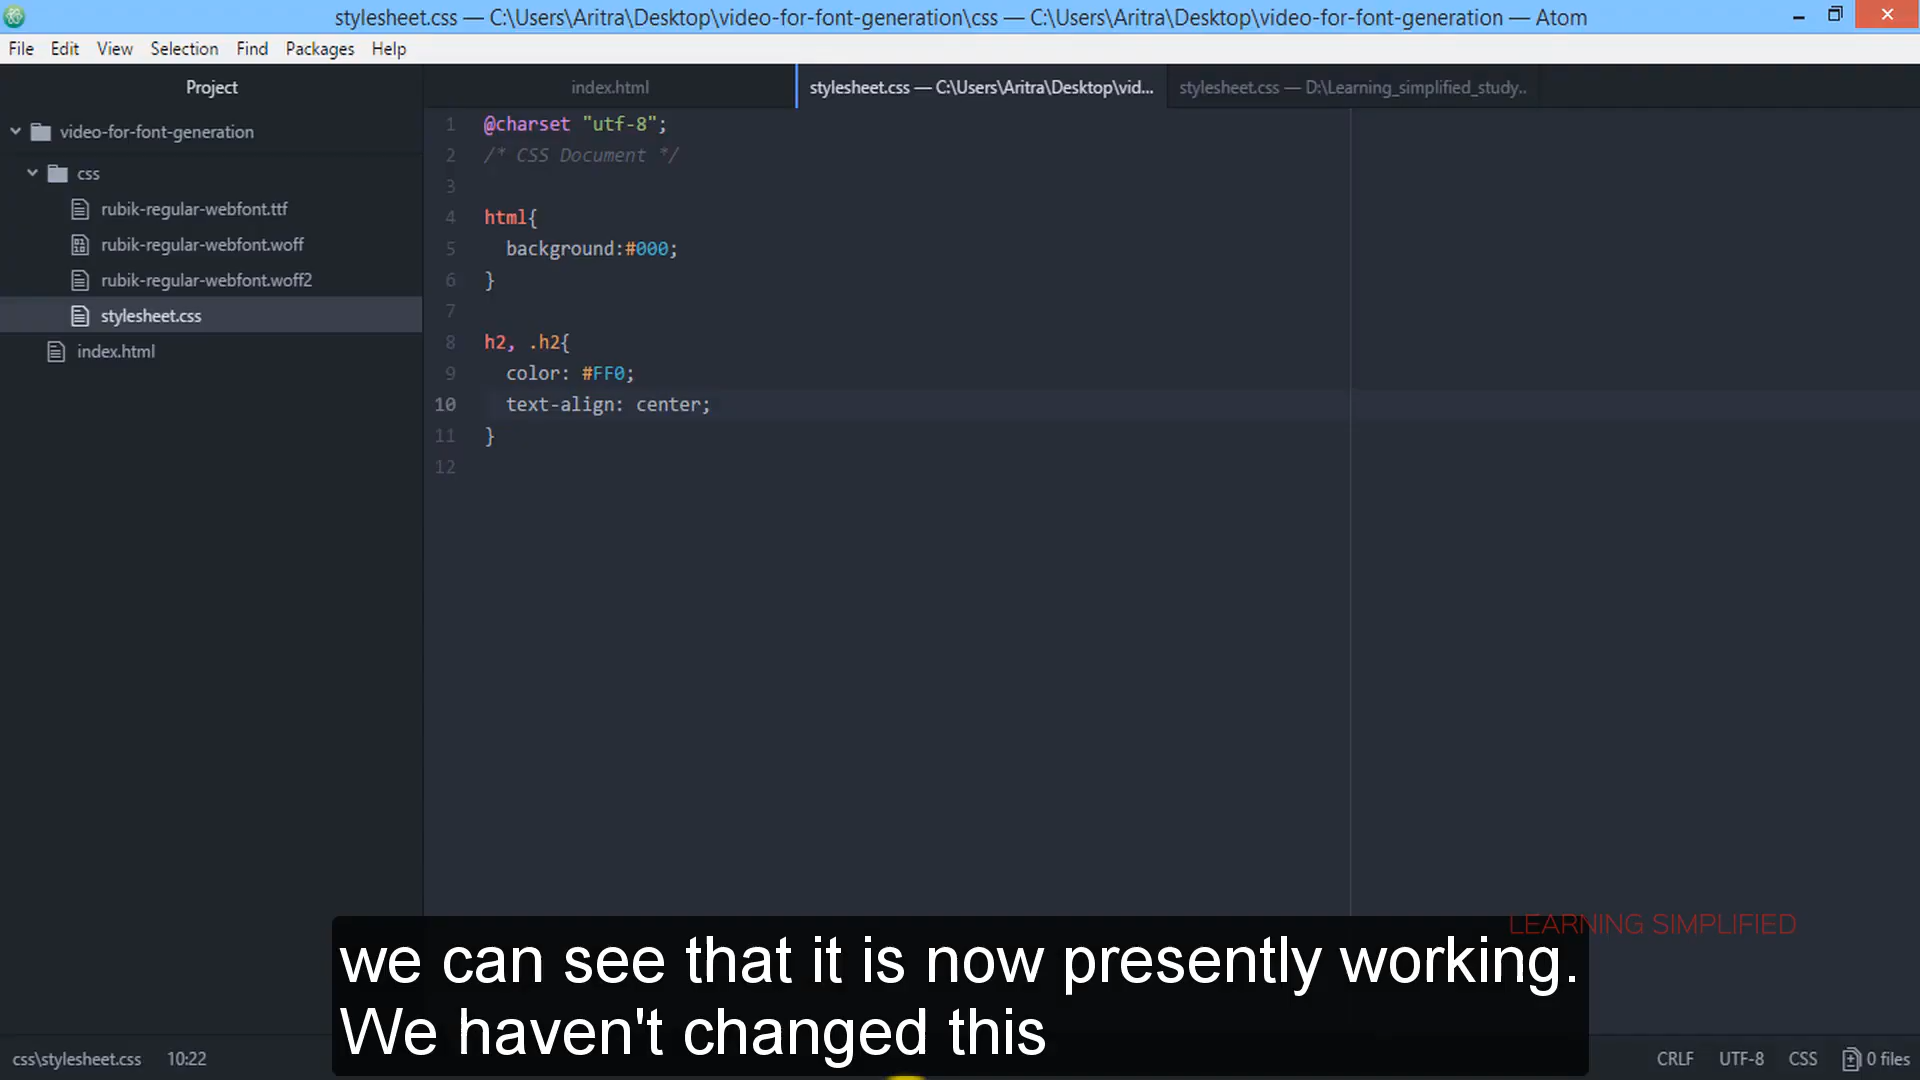 stylesheet.css — C:\Users\Aritra\Desktop\video-for-font-generation\css — C:\Users\Aritra\Desktop\video-for-font-generation — Atom
File Edit View Selection Find Packages Help
Project
video-for-font-generation
css
rubik-regular-webfont.ttf
rubik-regular-webfont.woff
rubik-regular-webfont.woff2
stylesheet.css
index.html
index.html
stylesheet.css — C:\Users\Aritra\Desktop\vid...
stylesheet.css — D:\Learning_simplified_study..
1 @charset "utf-8";
2 /* CSS Document */
3
4 html{
5 background:#000;
6 }
7
8 h2, .h2{
9 color: #FF0;
10 text-align: center;
11 }
12
LEARNING SIMPLIFIED
we can see that it is now presently working.
We haven't changed this
css\stylesheet.css 10:22
CRLF UTF-8 CSS 0 files